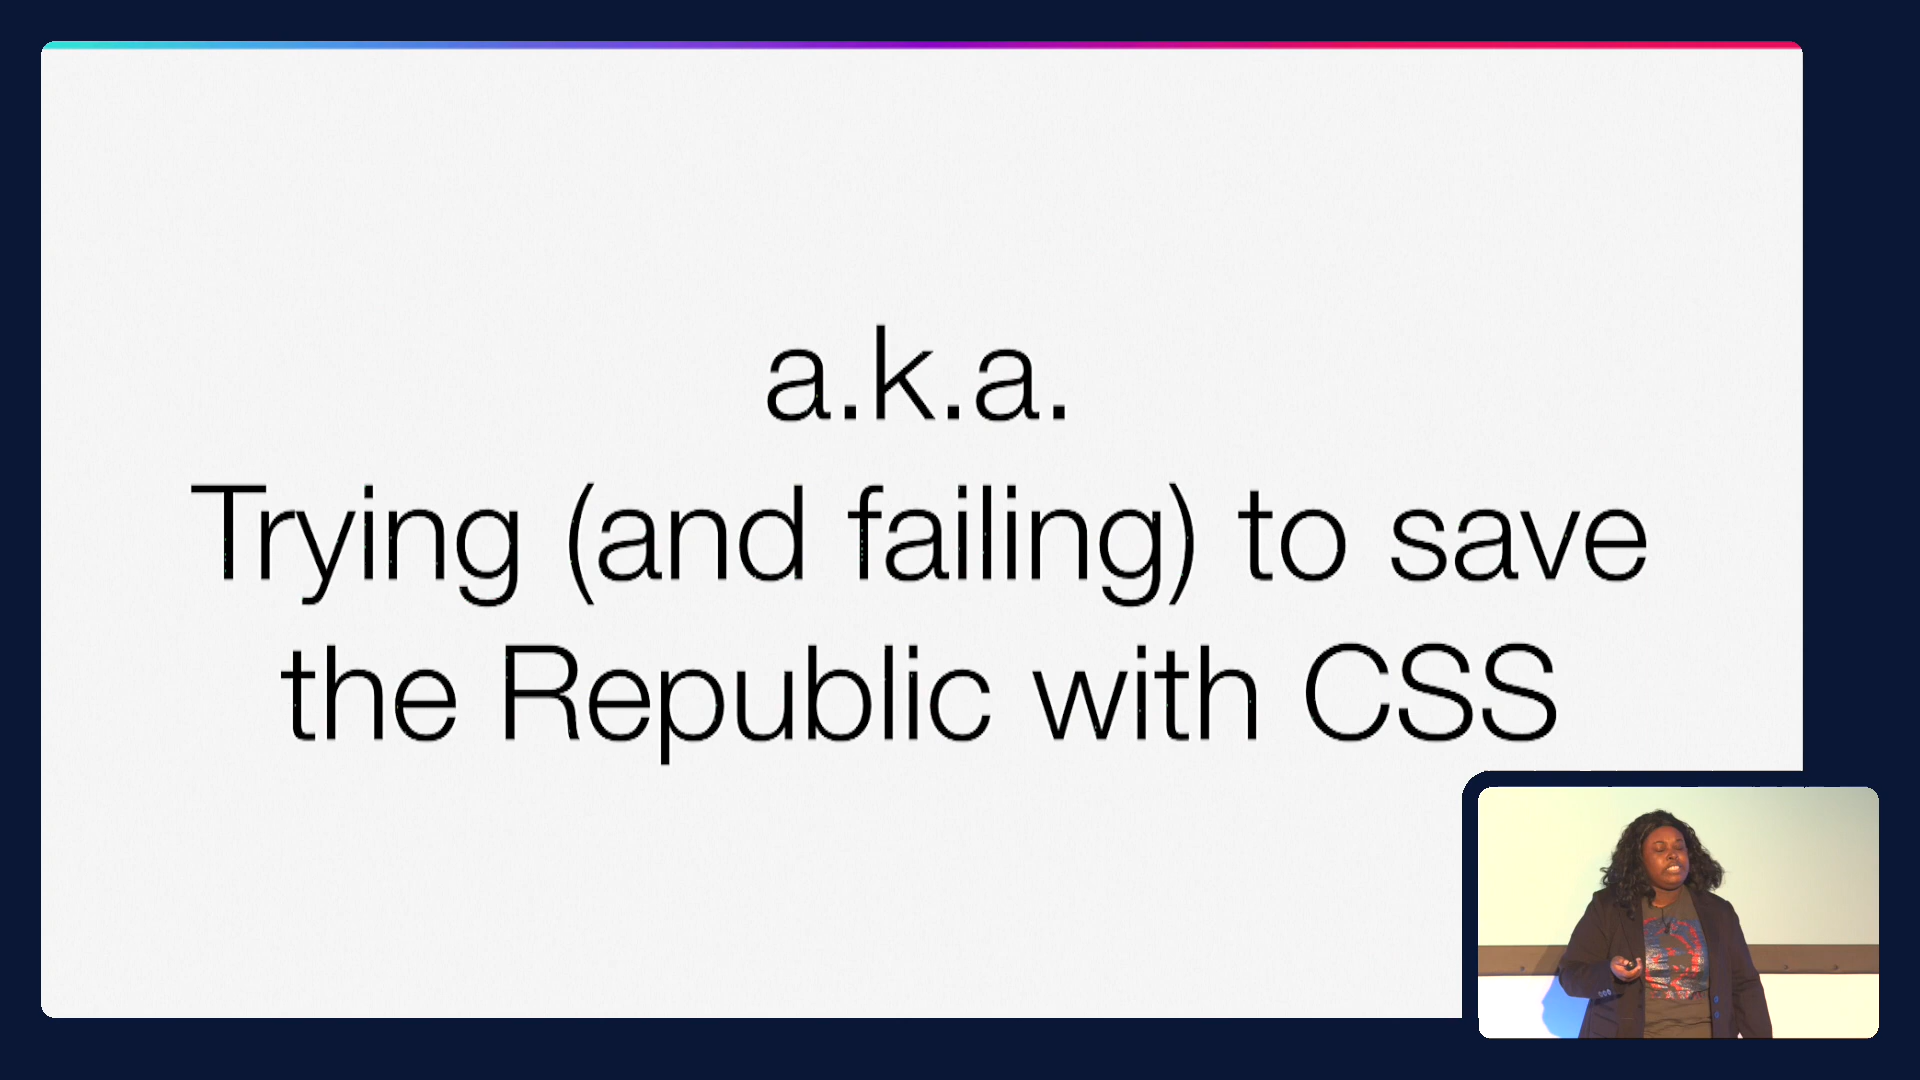 a.k.a.
Trying (and failing) to save
the Republic with CSS